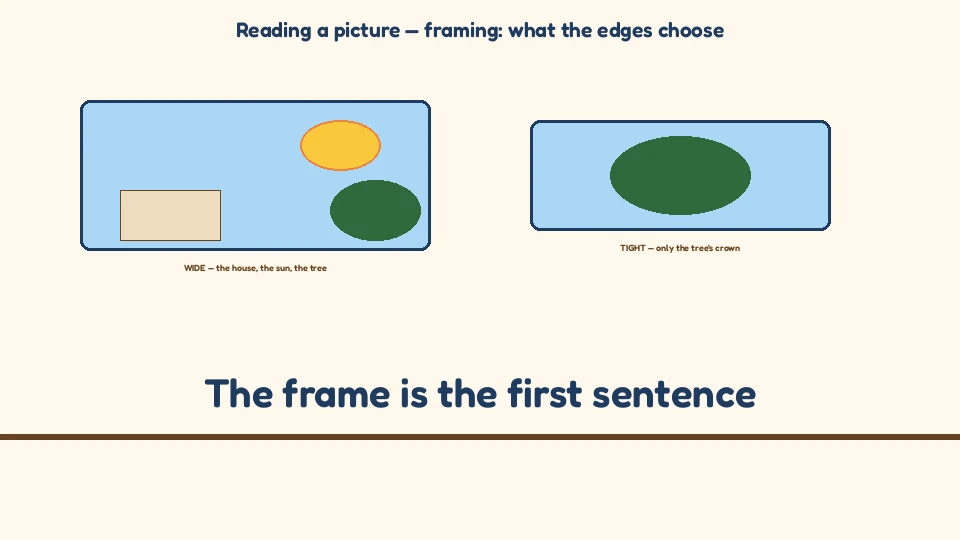 Reading a picture — framing: what the edges choose
WIDE — the house, the sun, the tree
TIGHT — only the tree's crown
The frame is the first sentence